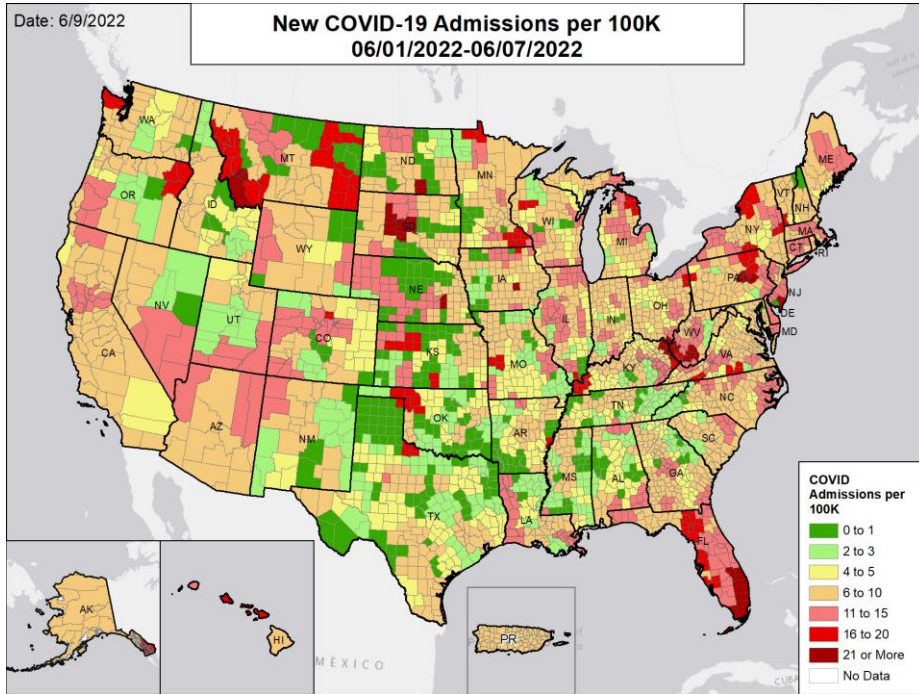 Date: 6/9/2022
New COVID-19 Admissions per 100K
06/01/2022-06/07/2022
WA
MT
ND
MN
ME
OR
ID
SD
WI
MI
VT
NH
NY
MA
CT
RI
WY
IA
NE
PA
NJ
NV
UT
CO
IL
IN
OH
DE
MD
WV
VA
CA
KS
MO
KY
NC
TN
AZ
NM
OK
AR
SC
MS
AL
GA
TX
LA
FL
AK
HI
PR
MÉXICO
CUBA
COVID
Admissions per
100K
0 to 1
2 to 3
4 to 5
6 to 10
11 to 15
16 to 20
21 or More
No Data